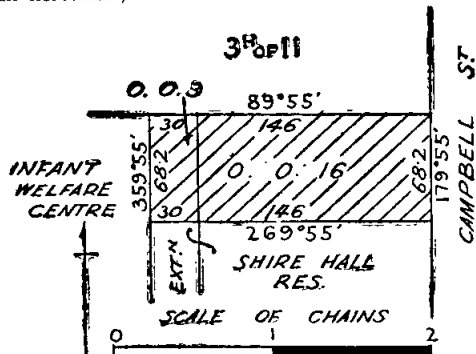 3ᴴ OF 11
0. 0. 9
89°55'
30 146
359°55'
68.2
0. 0. 16
68.2
179°55'
CAMPBELL ST
INFANT
WELFARE
CENTRE
30 146
269°55'
EXT'N
SHIRE HALL
RES.
SCALE OF CHAINS
0 1 2